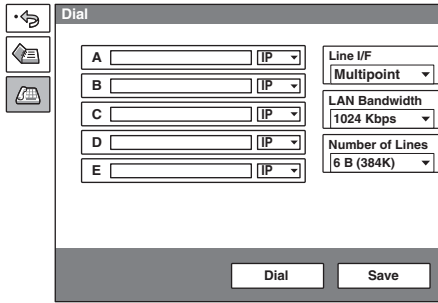 Dial
A IP
B IP
C IP
D IP
E IP
Line I/F
Multipoint
LAN Bandwidth
1024 Kbps
Number of Lines
6 B (384K)
Dial Save